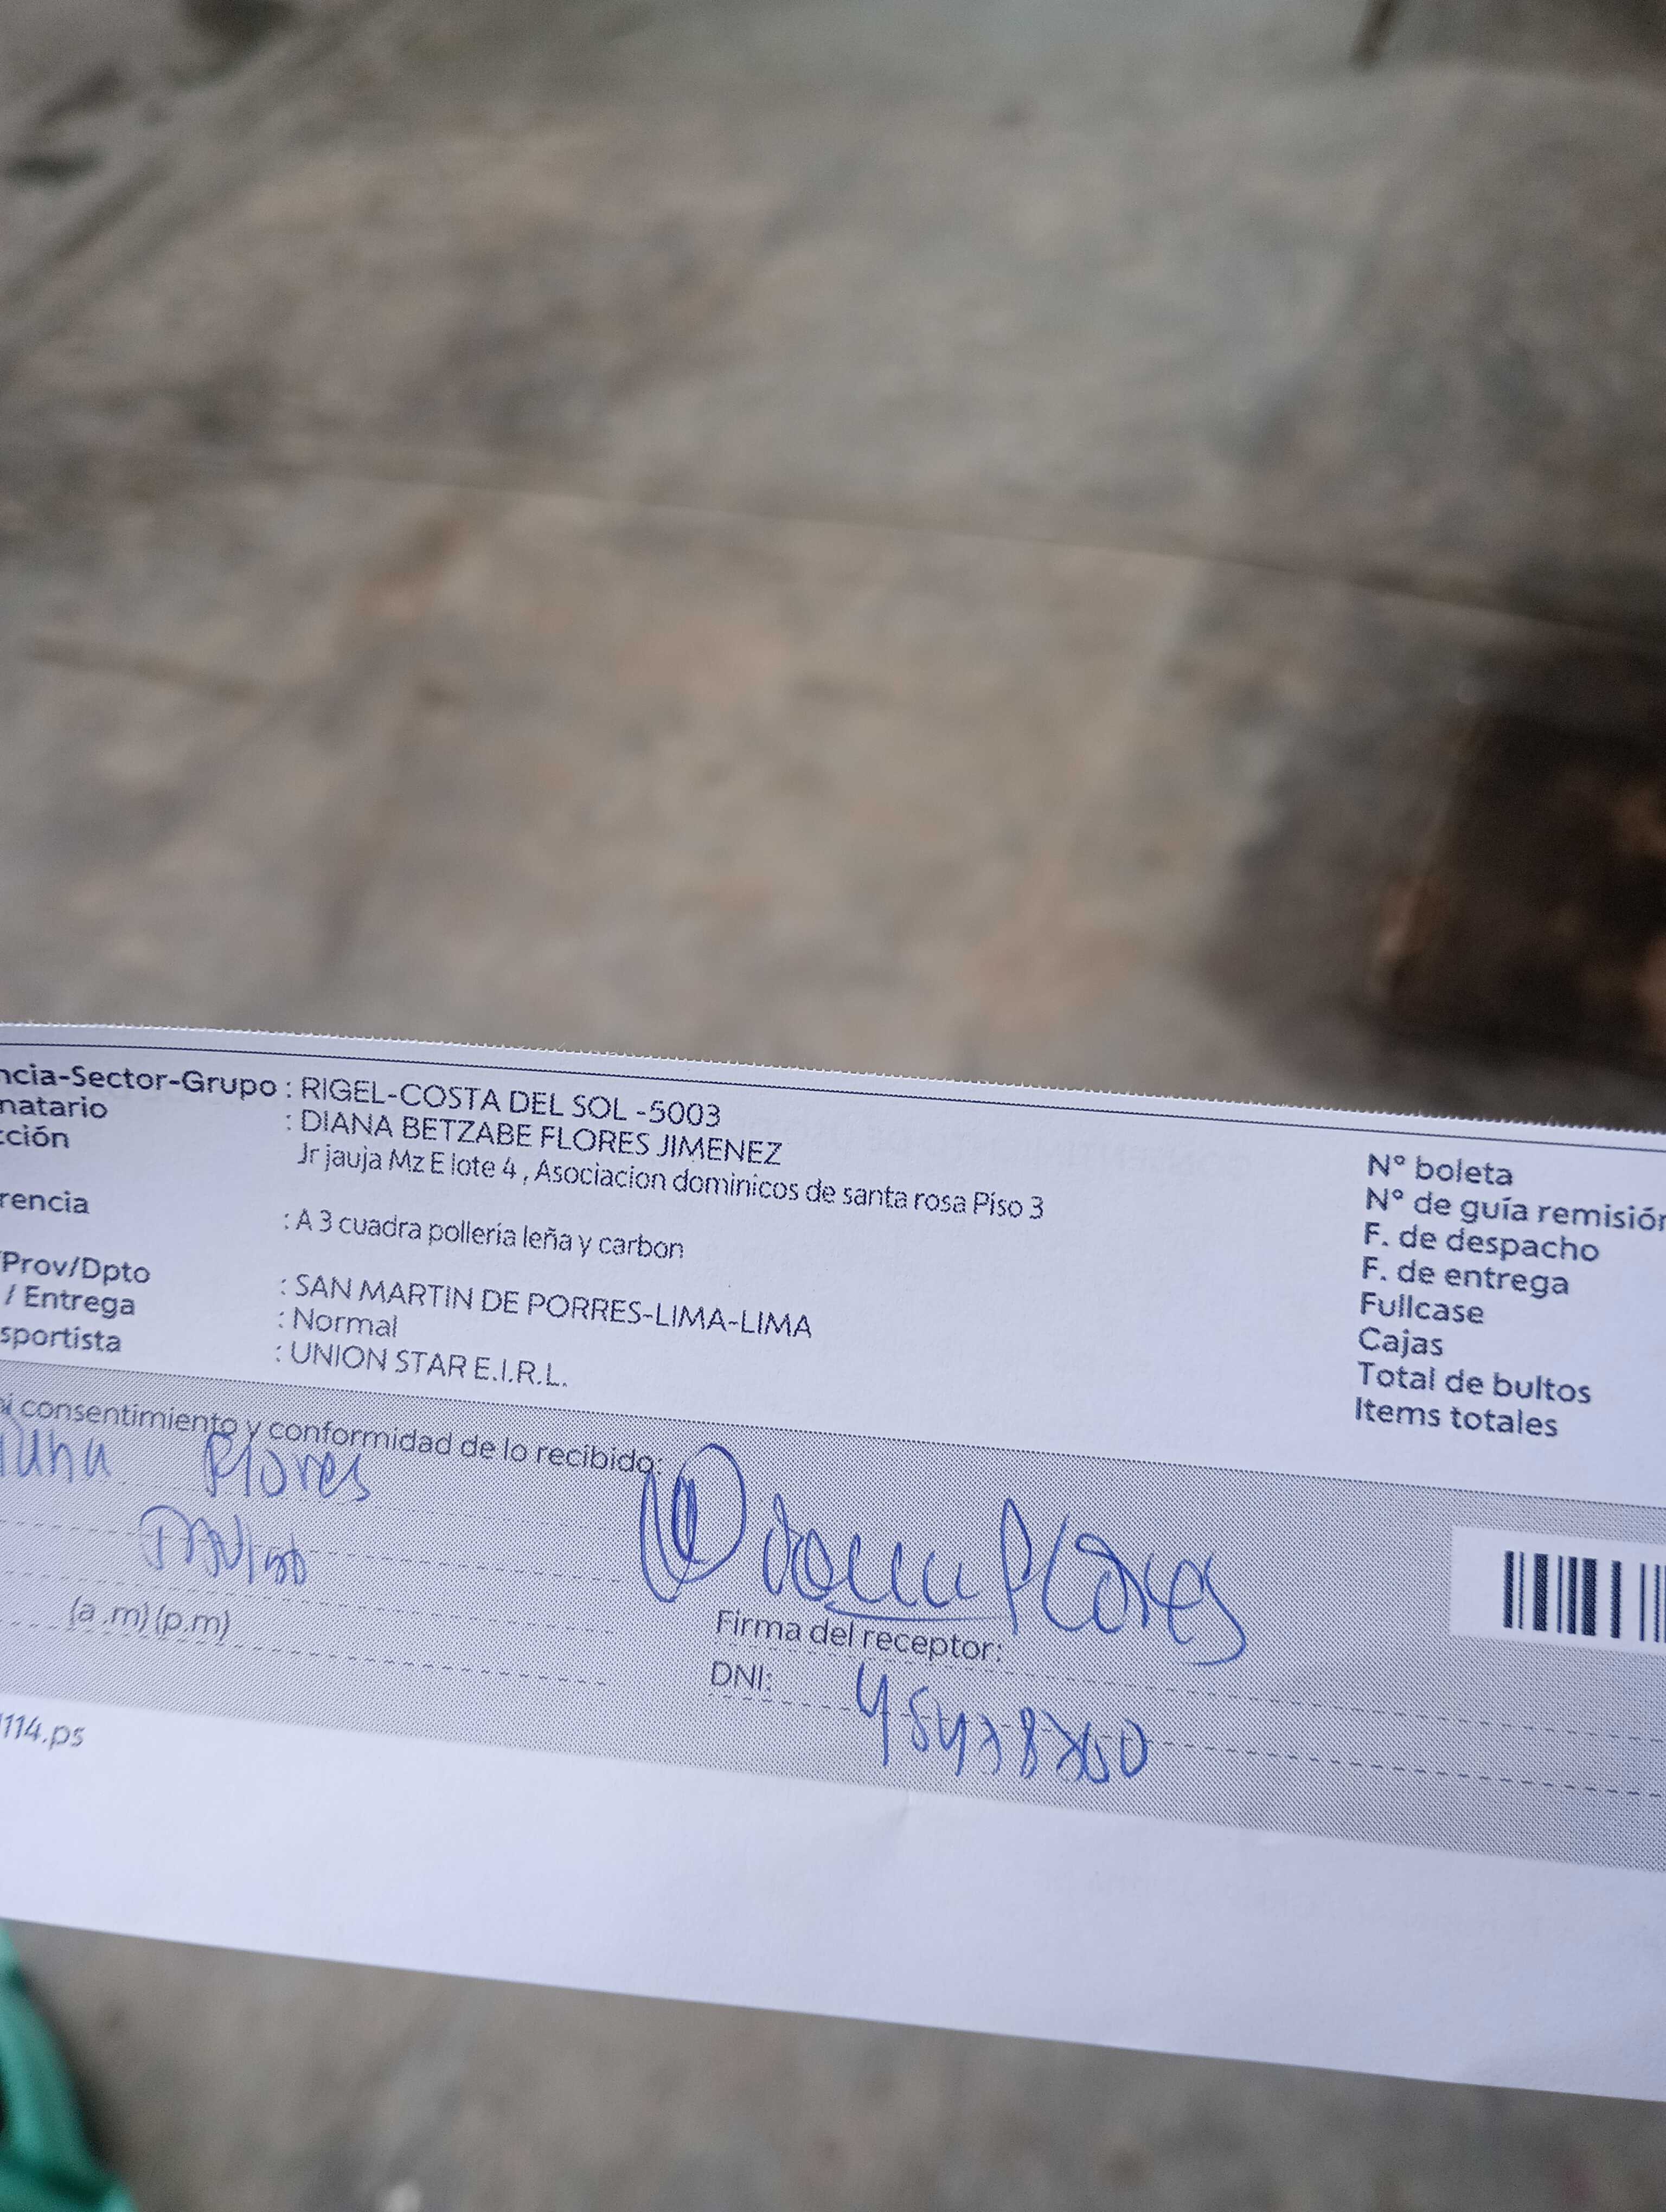 ncia-Sector-Grupo : RIGEL-COSTA DEL SOL -5003
natario : DIANA BETZABE FLORES JIMENEZ
cción Jr jauja Mz E lote 4 , Asociacion dominicos de santa rosa Piso 3
rencia : A 3 cuadra pollería leña y carbon
/Prov/Dpto : SAN MARTIN DE PORRES-LIMA-LIMA
/ Entrega : Normal
sportista : UNION STAR E.I.R.L.
N° boleta
N° de guía remisión
F. de despacho
F. de entrega
Fullcase
Cajas
Total de bultos
Items totales
i consentimiento y conformidad de lo recibido:
Flores
(a .m) (p.m)
Flores
Firma del receptor:
DNI:
114.ps